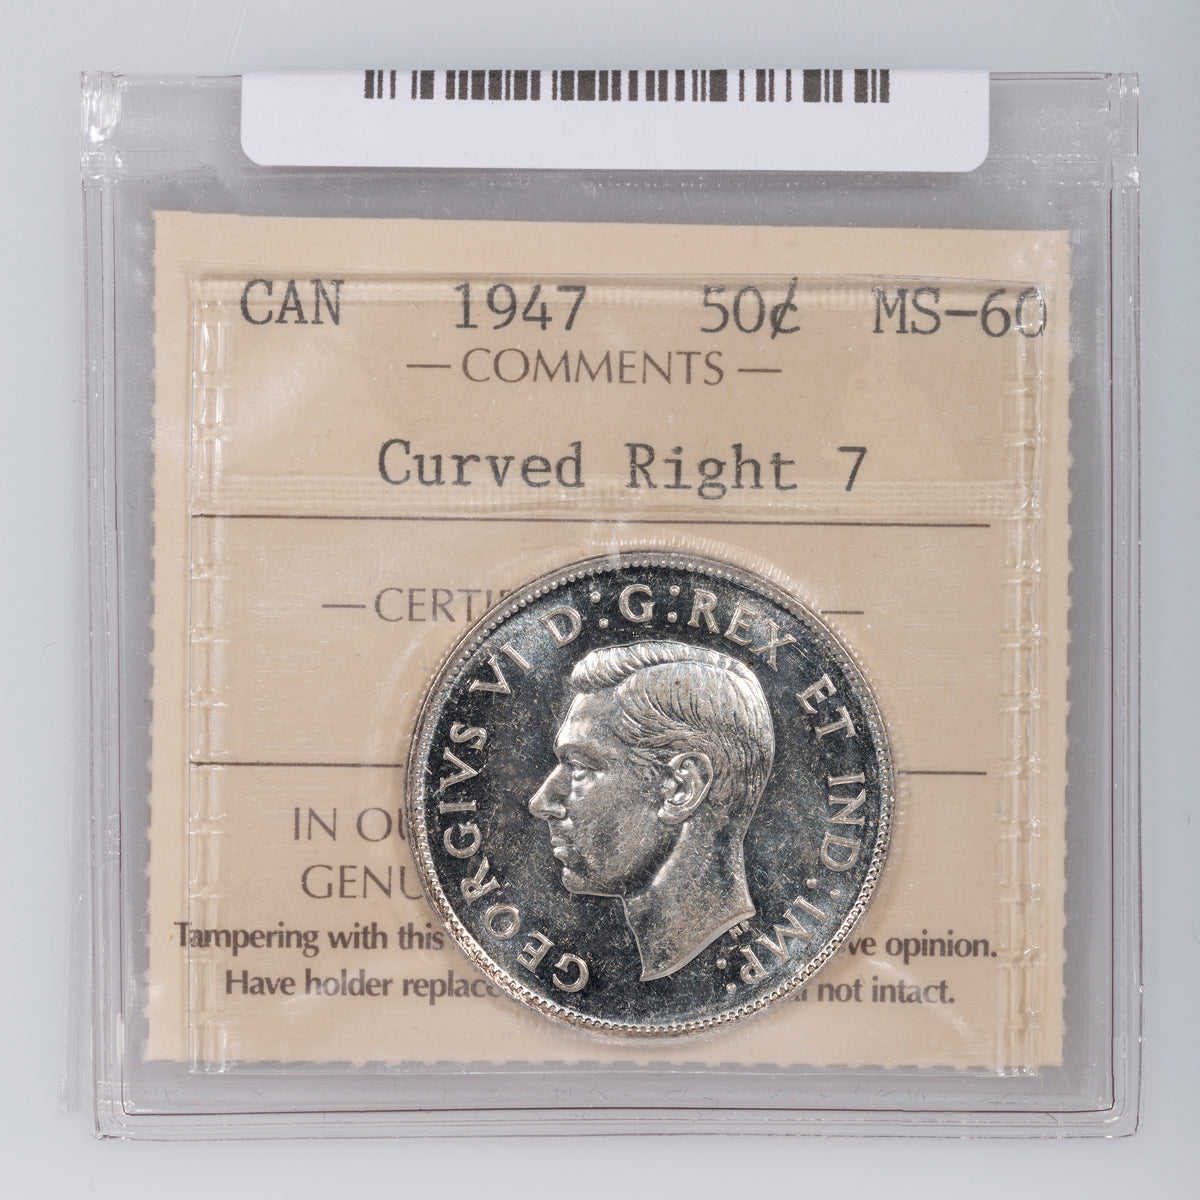 CAN 1947 50¢ MS-60
— COMMENTS —
Curved Right 7
— CERTIF —
GEORGIVS VI D:G:REX ET IND:IMP:
IN OU
GENU
Tampering with this ve opinion.
Have holder replace not intact.